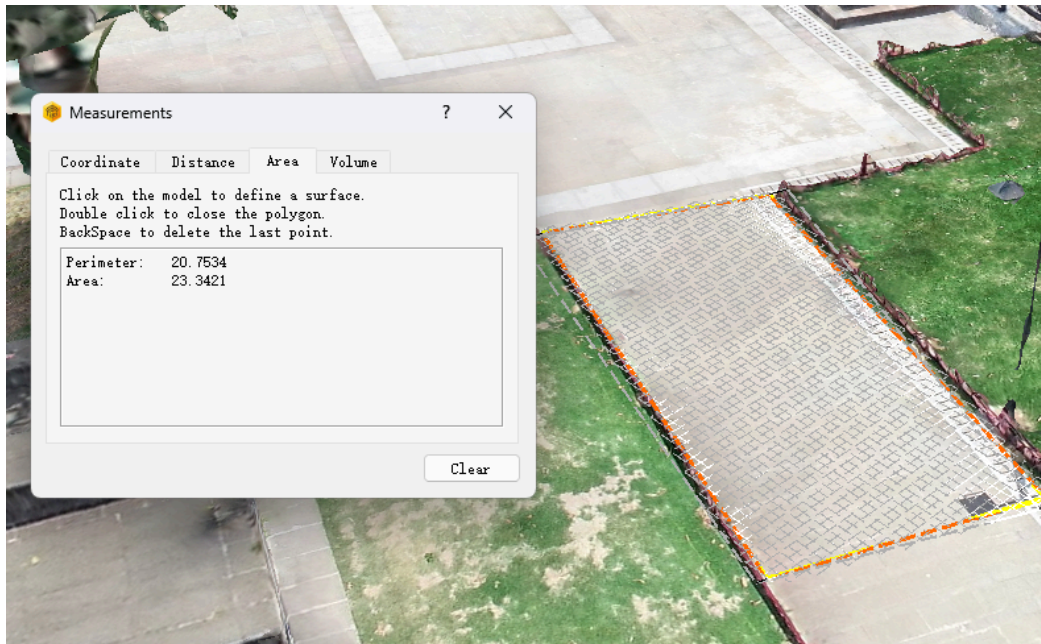 Measurements
?
Coordinate Distance Area Volume
Click on the model to define a surface.
Double click to close the polygon.
BackSpace to delete the last point.
Perimeter: 20.7534
Area: 23.3421
Clear